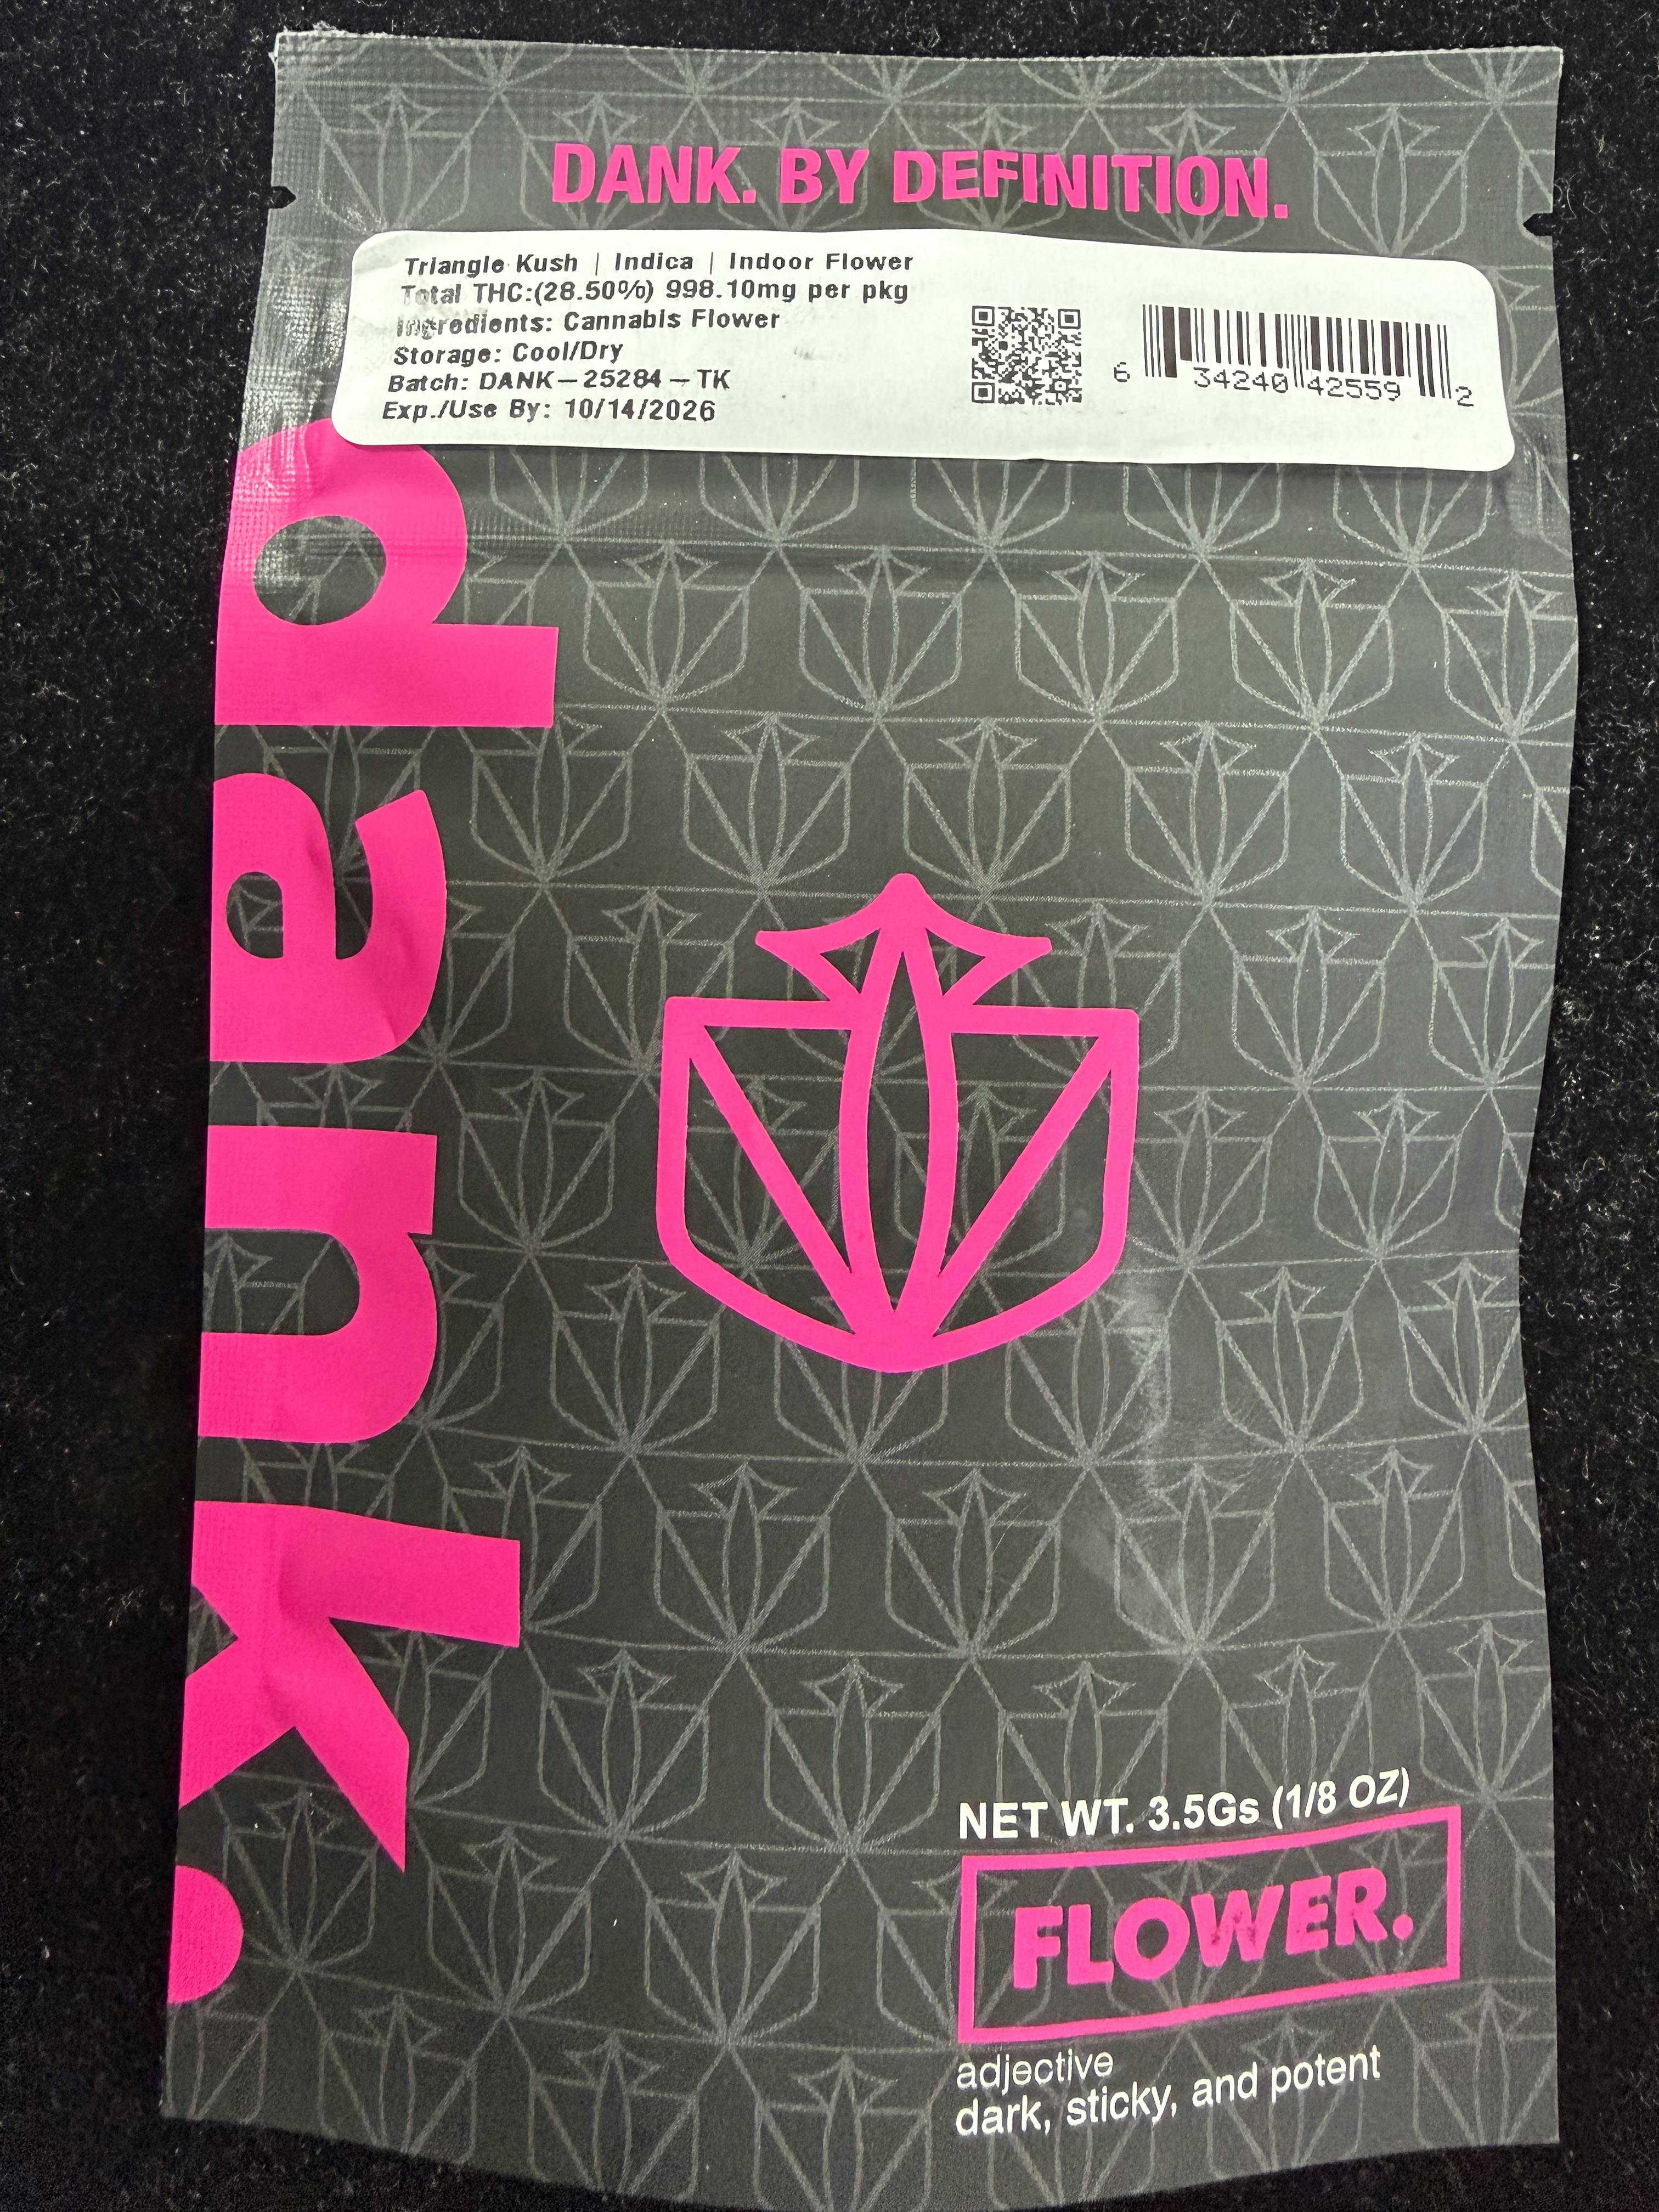 DANK. BY DEFINITION.
Triangle Kush | Indica | Indoor Flower
Total THC:(28.50%) 998.10mg per pkg
Ingredients: Cannabis Flower
Storage: Cool/Dry
Batch: DANK-25284-TK
Exp./Use By: 10/14/2026
6 34240 42559 2
dank.
NET WT. 3.5Gs (1/8 OZ)
FLOWER.
adjective
dark, sticky, and potent